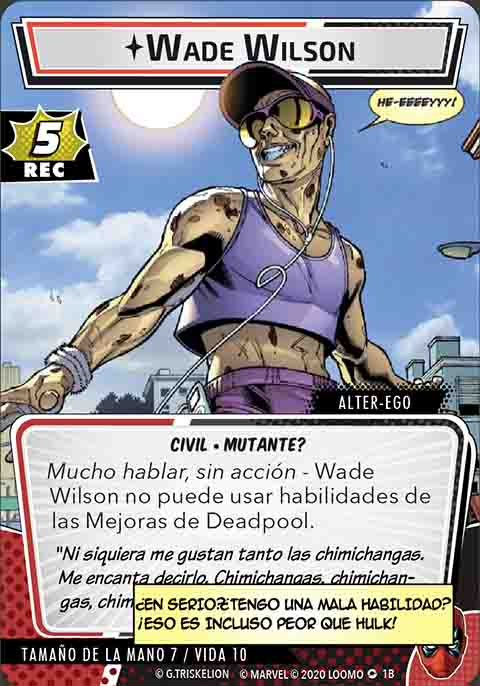 WADE WILSON
HE-EEEEYYY!
5
REC
ALTER-EGO
CIVIL • MUTANTE?
Mucho hablar, sin acción - Wade
Wilson no puede usar habilidades de
las Mejoras de Deadpool.
"Ni siquiera me gustan tanto las chimichangas.
Me encanta decirlo. Chimichangas, chimichan-
gas, chim
¿EN SERIO? ¿TENGO UNA MALA HABILIDAD?
¡ESO ES INCLUSO PEOR QUE HULK!
TAMAÑO DE LA MANO 7 / VIDA 10
© G.TRISKELION © MARVEL © 2020 LOOMO 1B